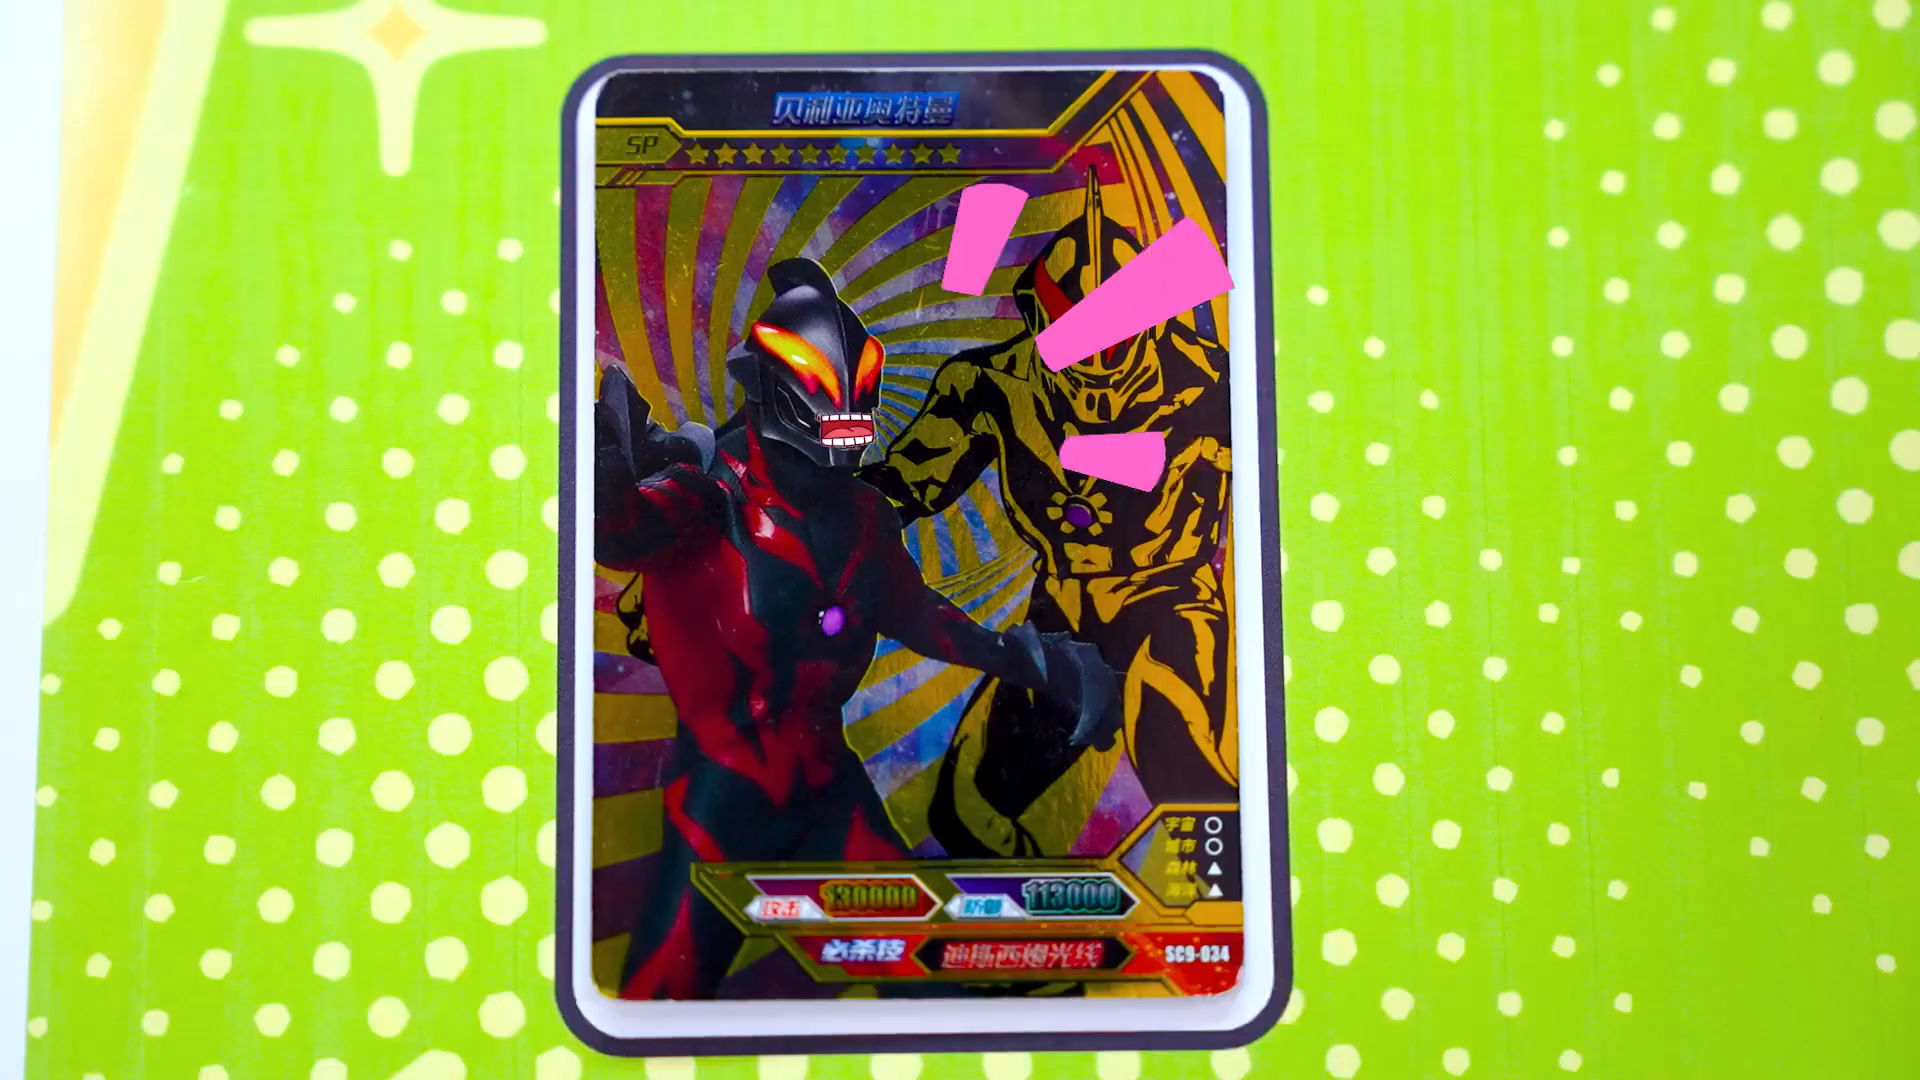 贝利亚奥特曼
SP
宇宙
城市
森林
海洋
攻击 130000
防御 113000
必杀技 迪斯西姆光线
SC9-034